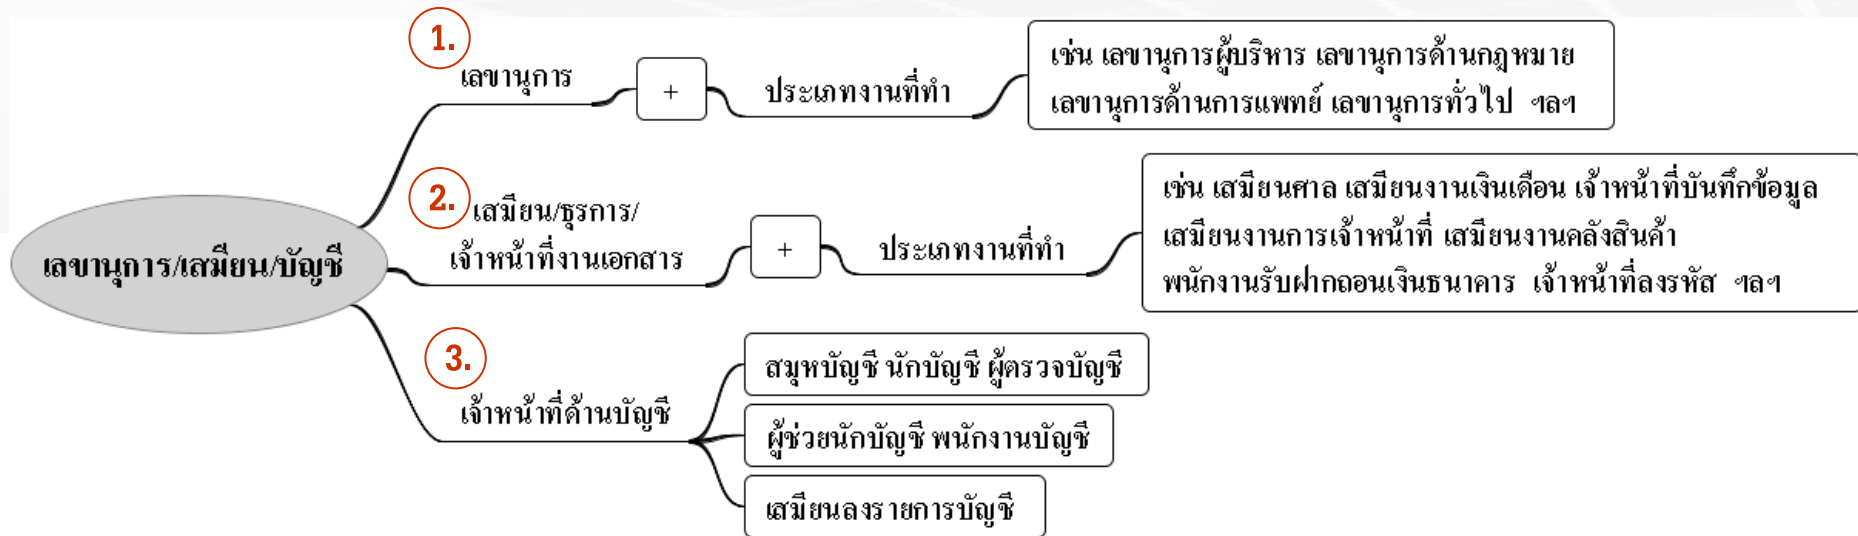 เลขานุการ/เสมียน/บัญชี
1.
เลขานุการ
+
ประเภทงานที่ทำ
เช่น เลขานุการผู้บริหาร เลขานุการด้านกฎหมาย
เลขานุการด้านการแพทย์ เลขานุการทั่วไป ฯลฯ
2.
เสมียน/ธุรการ/
เจ้าหน้าที่งานเอกสาร
+
ประเภทงานที่ทำ
เช่น เสมียนศาล เสมียนงานเงินเดือน เจ้าหน้าที่บันทึกข้อมูล
เสมียนงานการเจ้าหน้าที่ เสมียนงานคลังสินค้า
พนักงานรับฝากถอนเงินธนาคาร เจ้าหน้าที่ลงรหัส ฯลฯ
3.
เจ้าหน้าที่ด้านบัญชี
สมุหบัญชี นักบัญชี ผู้ตรวจบัญชี
ผู้ช่วยนักบัญชี พนักงานบัญชี
เสมียนลงรายการบัญชี